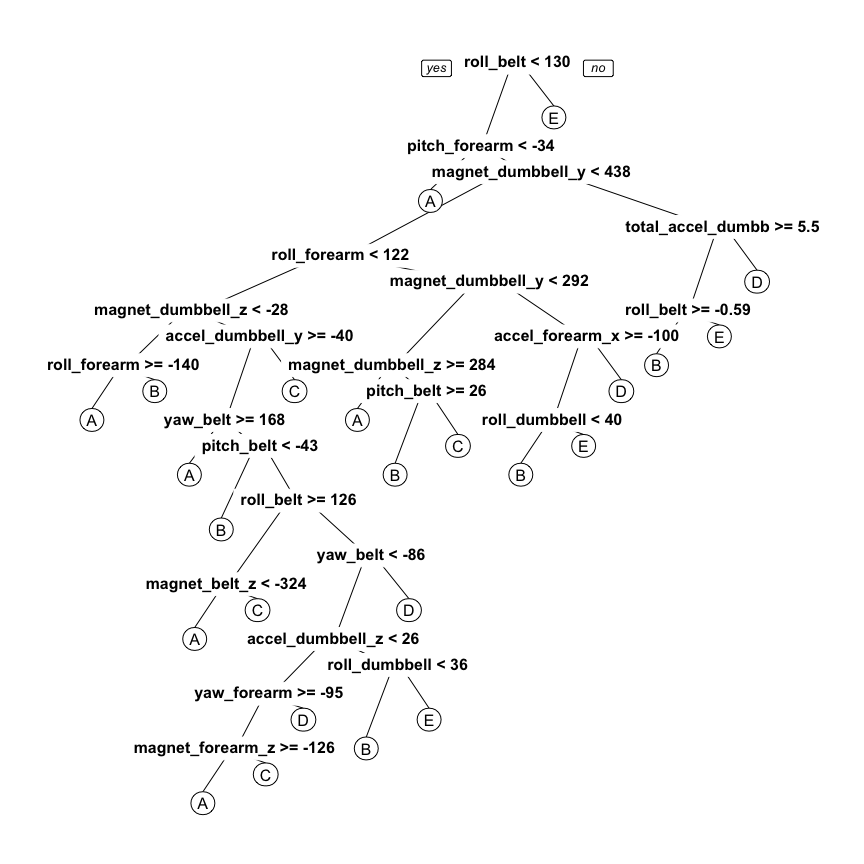 yes roll_belt < 130 no
E
pitch_forearm < -34
magnet_dumbbell_y < 438
A
total_accel_dumbb >= 5.5
roll_forearm < 122
magnet_dumbbell_y < 292
D
magnet_dumbbell_z < -28
roll_belt >= -0.59
accel_dumbbell_y >= -40
accel_forearm_x >= -100
E
roll_forearm >= -140
magnet_dumbbell_z >= 284
B
B
C
pitch_belt >= 26
D
A
yaw_belt >= 168
A
roll_dumbbell < 40
pitch_belt < -43
C
E
A
B
B
roll_belt >= 126
B
yaw_belt < -86
magnet_belt_z < -324
C
D
A
accel_dumbbell_z < 26
roll_dumbbell < 36
yaw_forearm >= -95
D
E
magnet_forearm_z >= -126
B
C
A